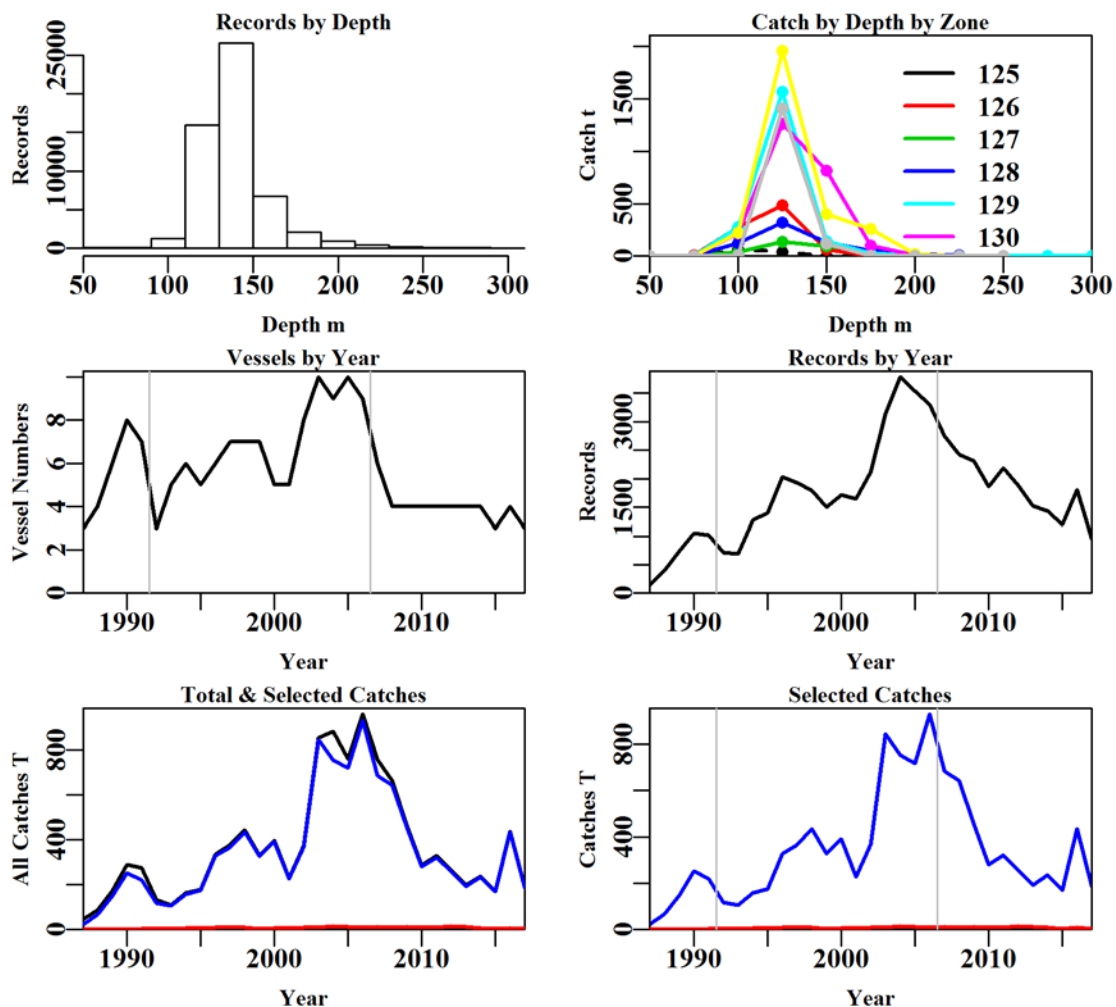 Records by Depth
Records
0
10000
25000
50
100
150
200
250
300
Depth m
Catch by Depth by Zone
Catch t
0
500
1500
125
126
127
128
129
130
50
100
150
200
250
300
Depth m
Vessels by Year
Vessel Numbers
0
2
4
6
8
1990
2000
2010
Year
Records by Year
Records
0
1500
3000
1990
2000
2010
Year
Total & Selected Catches
All Catches T
0
400
800
1990
2000
2010
Year
Selected Catches
Catches T
0
400
800
1990
2000
2010
Year